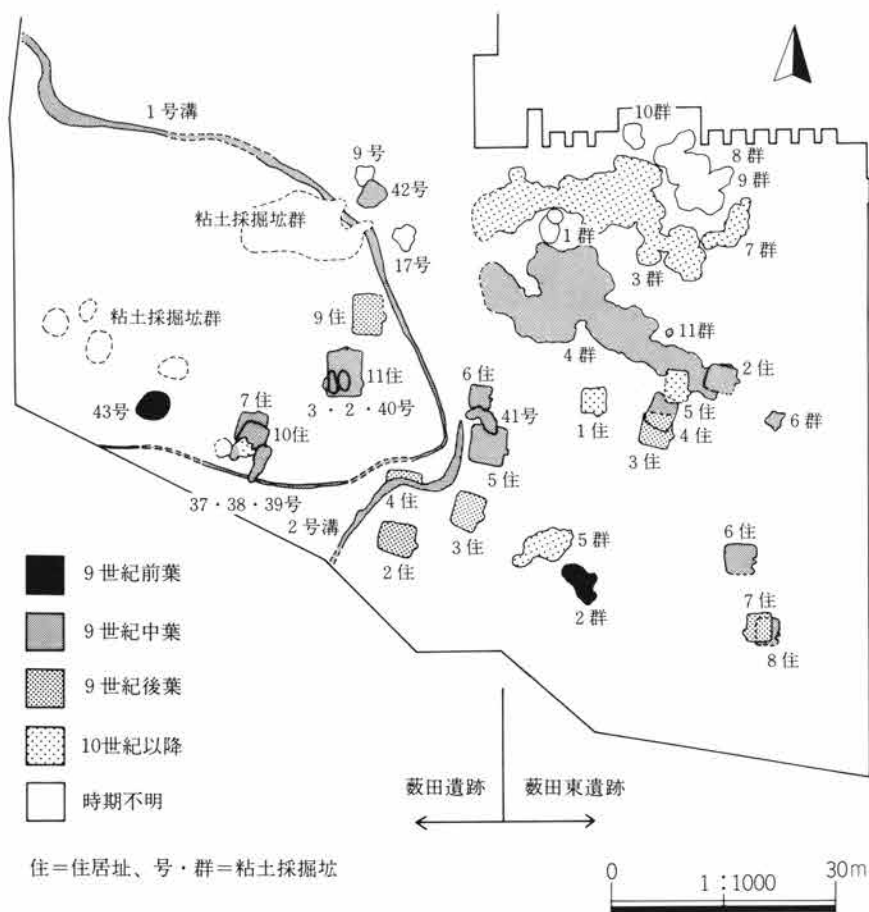 1号溝
10群
8群
9群
9号
42号
粘土採掘坑群
17号
1群
7群
3群
粘土採掘坑群
9住
11群
4群
2住
6住
11住
3・2・40号
43号
7住
10住
41号
1住
5住
4住
3住
6群
5住
37・38・39号
4住
2号溝
3住
2住
5群
2群
6住
7住
8住
9世紀前葉
9世紀中葉
9世紀後葉
10世紀以降
時期不明
薮田遺跡
薮田東遺跡
住=住居址、号・群=粘土採掘坑
0
30m
1:1000